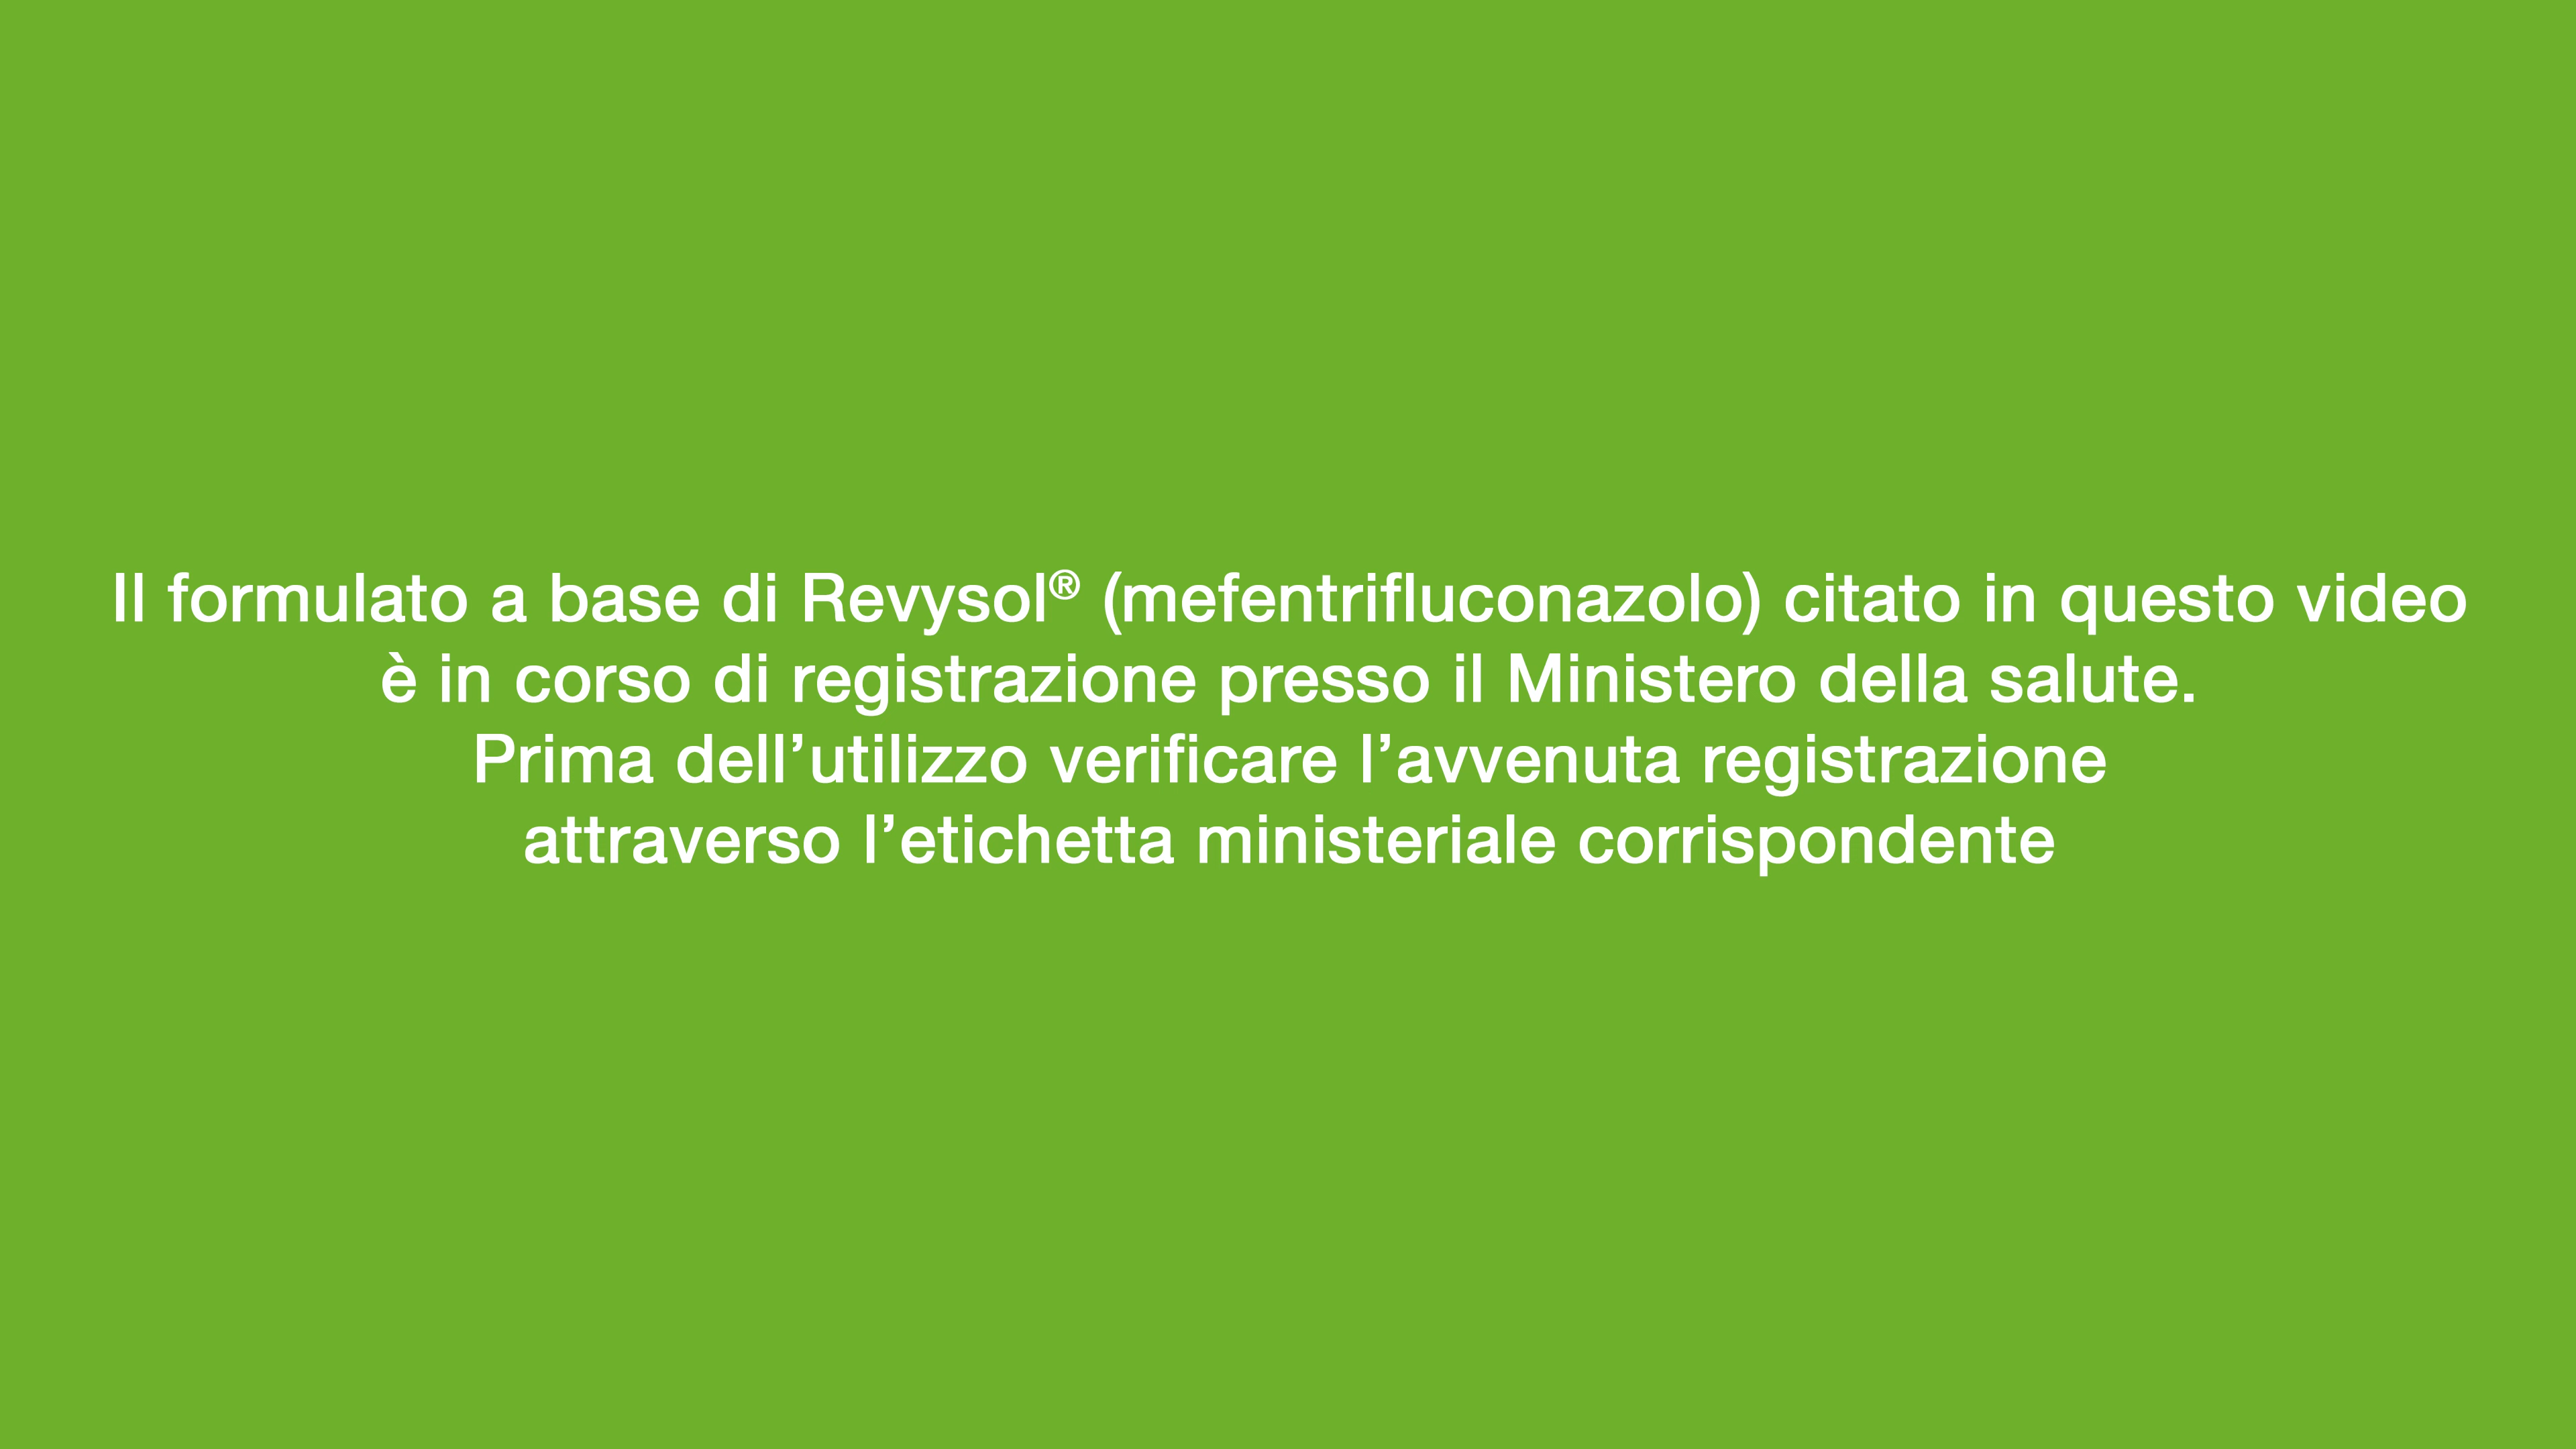 Il formulato a base di Revysol® (mefentrifluconazolo) citato in questo video
è in corso di registrazione presso il Ministero della salute.
Prima dell’utilizzo verificare l’avvenuta registrazione
attraverso l’etichetta ministeriale corrispondente